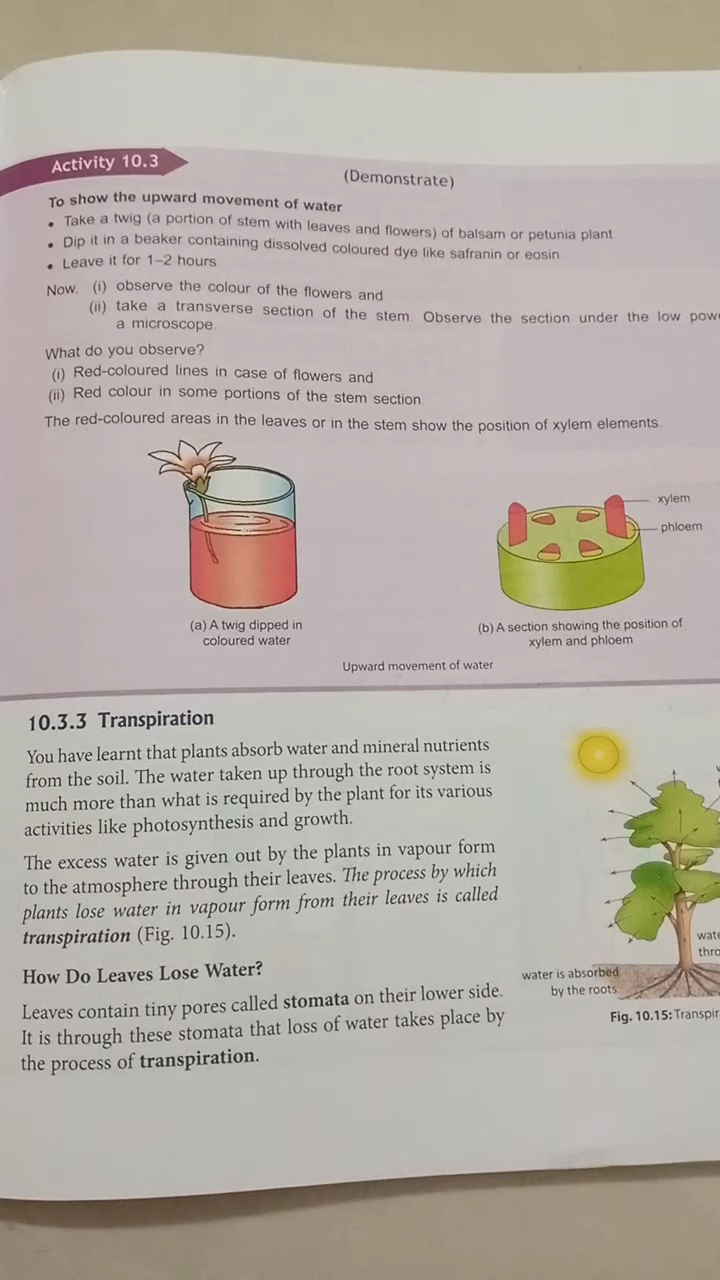 Activity 10.3
(Demonstrate)
To show the upward movement of water
• Take a twig (a portion of stem with leaves and flowers) of balsam or petunia plant.
• Dip it in a beaker containing dissolved coloured dye like safranin or eosin.
• Leave it for 1–2 hours.
Now, (i) observe the colour of the flowers and
(ii) take a transverse section of the stem. Observe the section under the low
a microscope.
What do you observe?
(i) Red-coloured lines in case of flowers and
(ii) Red colour in some portions of the stem section.
The red-coloured areas in the leaves or in the stem show the position of xylem elements.
xylem
phloem
(a) A twig dipped in
coloured water
(b) A section showing the position of
xylem and phloem
Upward movement of water
10.3.3 Transpiration
You have learnt that plants absorb water and mineral nutrients
from the soil. The water taken up through the root system is
much more than what is required by the plant for its various
activities like photosynthesis and growth.
The excess water is given out by the plants in vapour form
to the atmosphere through their leaves. The process by which
plants lose water in vapour form from their leaves is called
transpiration (Fig. 10.15).
How Do Leaves Lose Water?
Leaves contain tiny pores called stomata on their lower side.
It is through these stomata that loss of water takes place by
the process of transpiration.
water is absorbed
by the roots
Fig. 10.15: